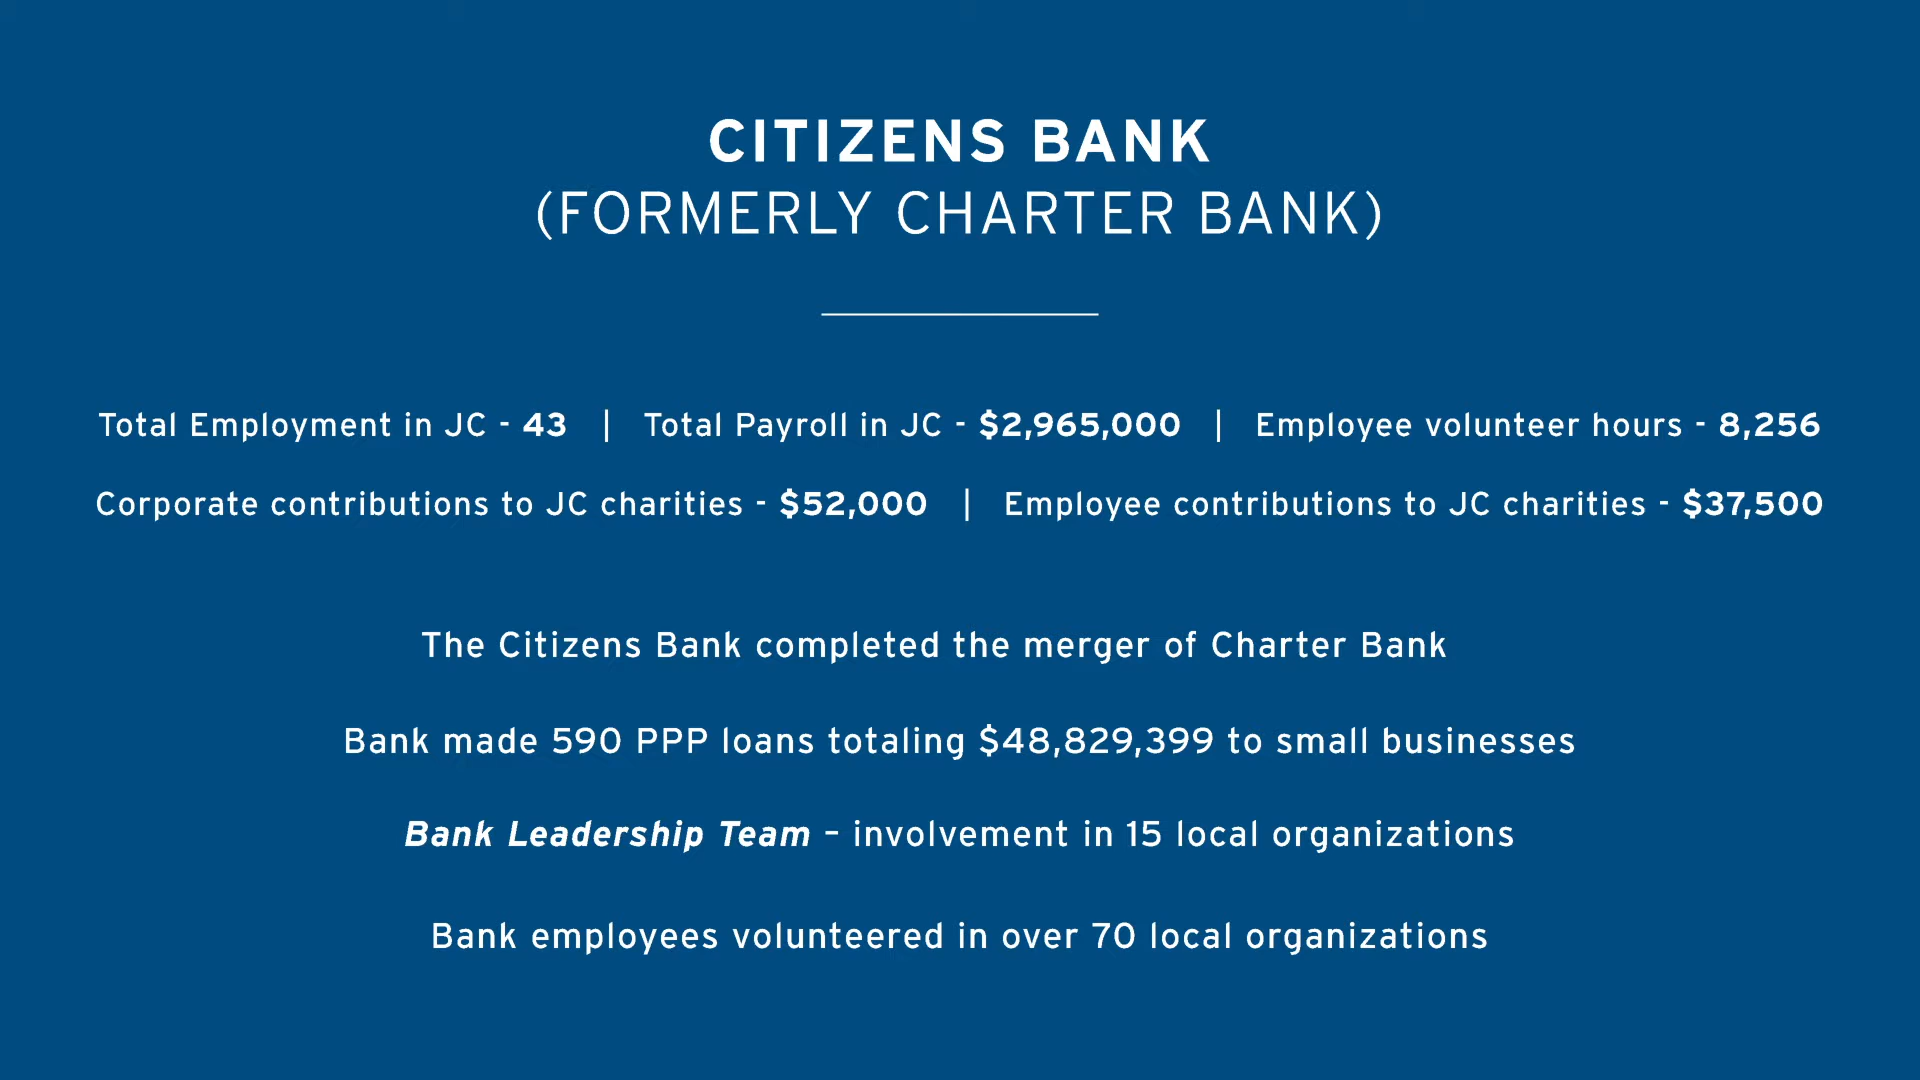 CITIZENS BANK
(FORMERLY CHARTER BANK)
Total Employment in JC - 43 | Total Payroll in JC - $2,965,000 | Employee volunteer hours - 8,256
Corporate contributions to JC charities - $52,000 | Employee contributions to JC charities - $37,500
The Citizens Bank completed the merger of Charter Bank
Bank made 590 PPP loans totaling $48,829,399 to small businesses
Bank Leadership Team – involvement in 15 local organizations
Bank employees volunteered in over 70 local organizations